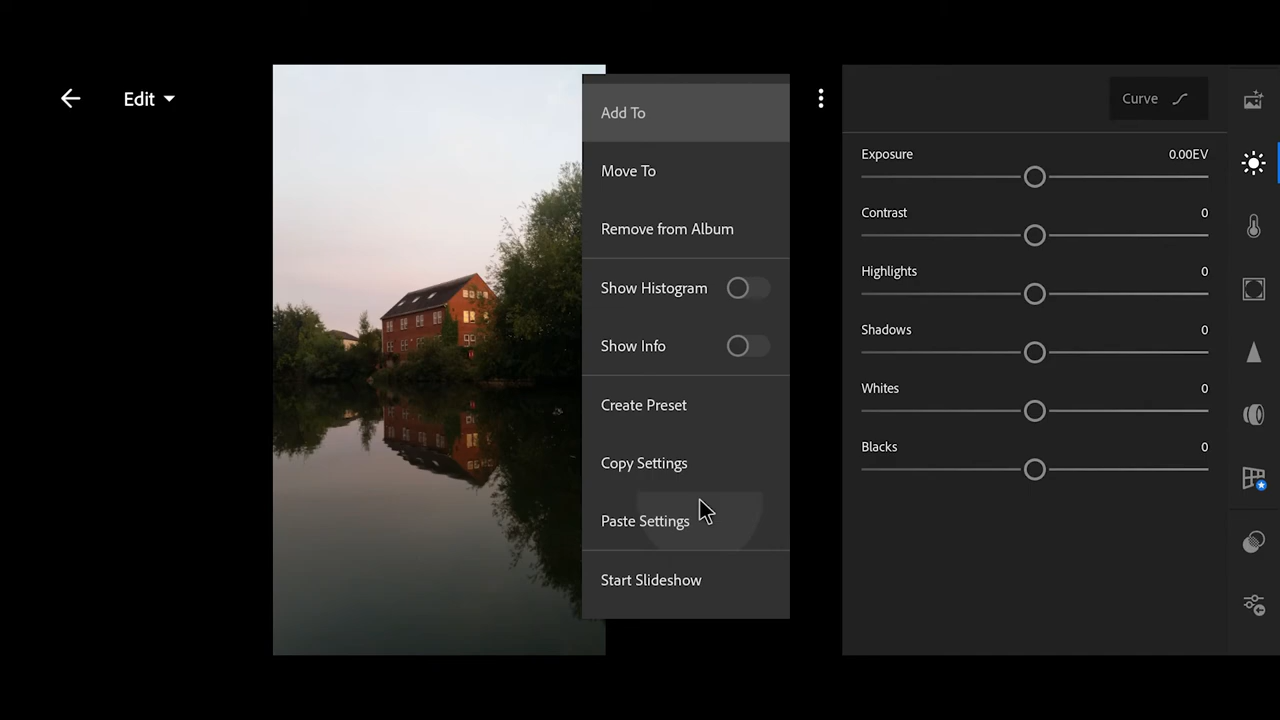 Edit
Add To
Move To
Remove from Album
Show Histogram
Show Info
Create Preset
Copy Settings
Paste Settings
Start Slideshow
Curve
Exposure 0.00EV
Contrast 0
Highlights 0
Shadows 0
Whites 0
Blacks 0